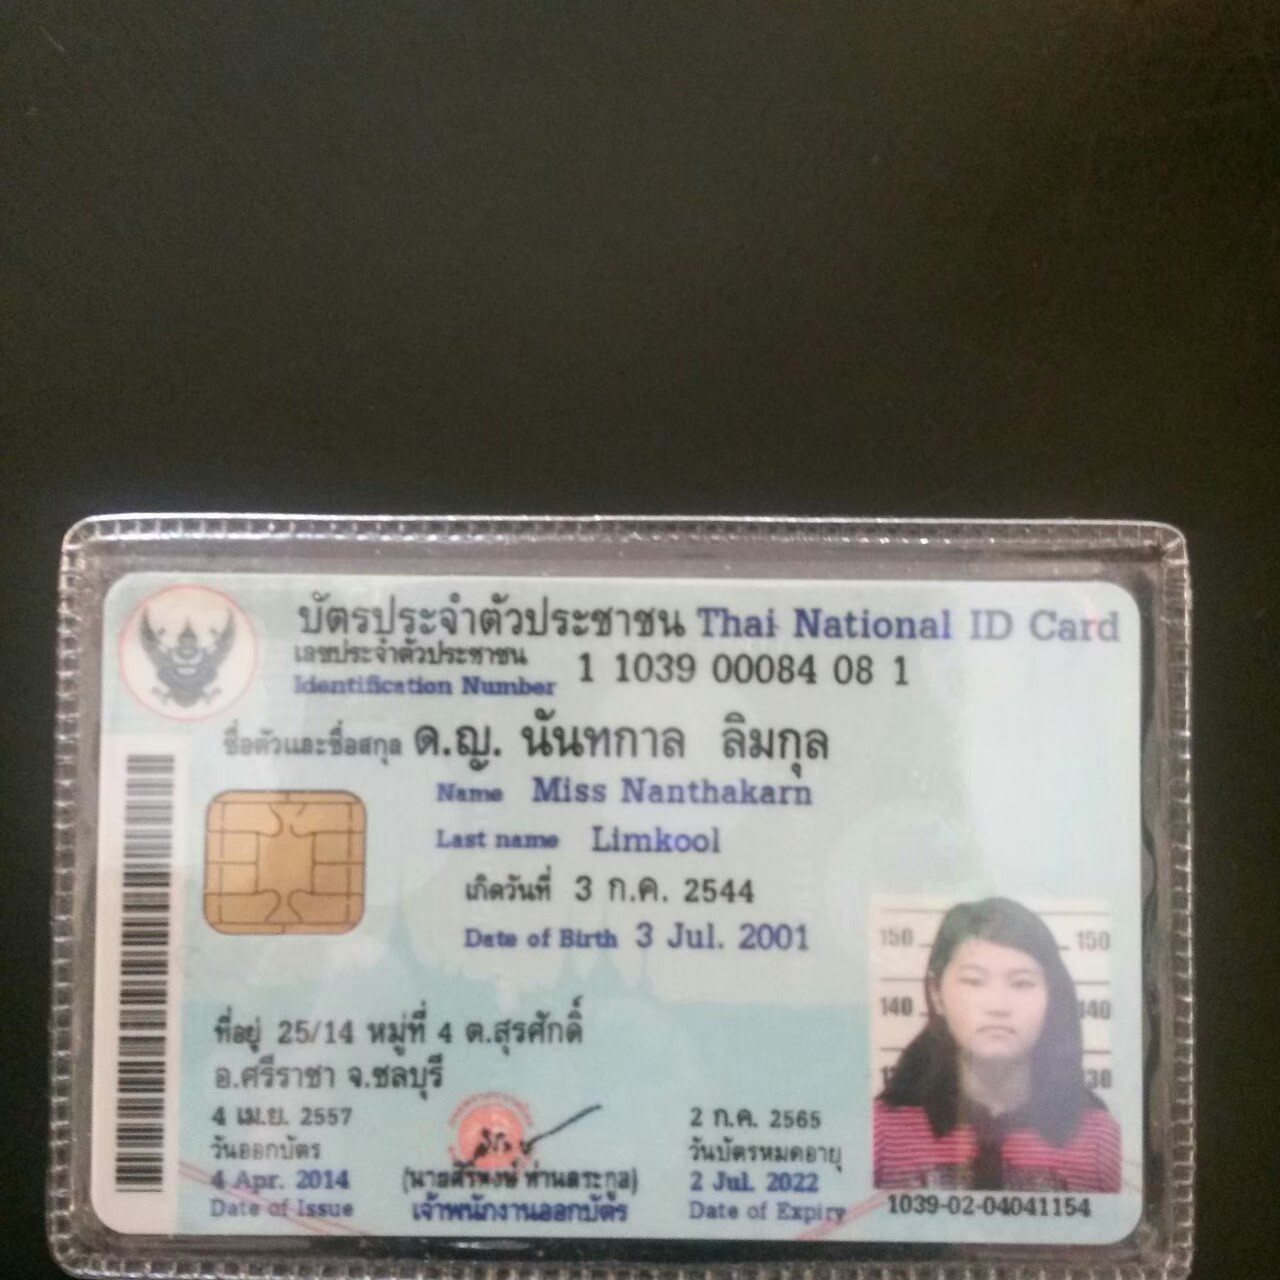 บัตรประจำตัวประชาชน Thai National ID Card
เลขประจำตัวประชาชน
Identification Number 1 1039 00084 08 1
ชื่อตัวและชื่อสกุล ด.ญ. นันทกาล ลิมกุล
Name Miss Nanthakarn
Last name Limkool
เกิดวันที่ 3 ก.ค. 2544
Date of Birth 3 Jul. 2001
ที่อยู่ 25/14 หมู่ที่ 4 ต.สุรศักดิ์
อ.ศรีราชา จ.ชลบุรี
4 เม.ย. 2557
วันออกบัตร
4 Apr. 2014
Date of Issue
เจ้าพนักงานออกบัตร
2 ก.ค. 2565
วันบัตรหมดอายุ
2 Jul. 2022
Date of Expiry
150 150
140 140
1039-02-04041154